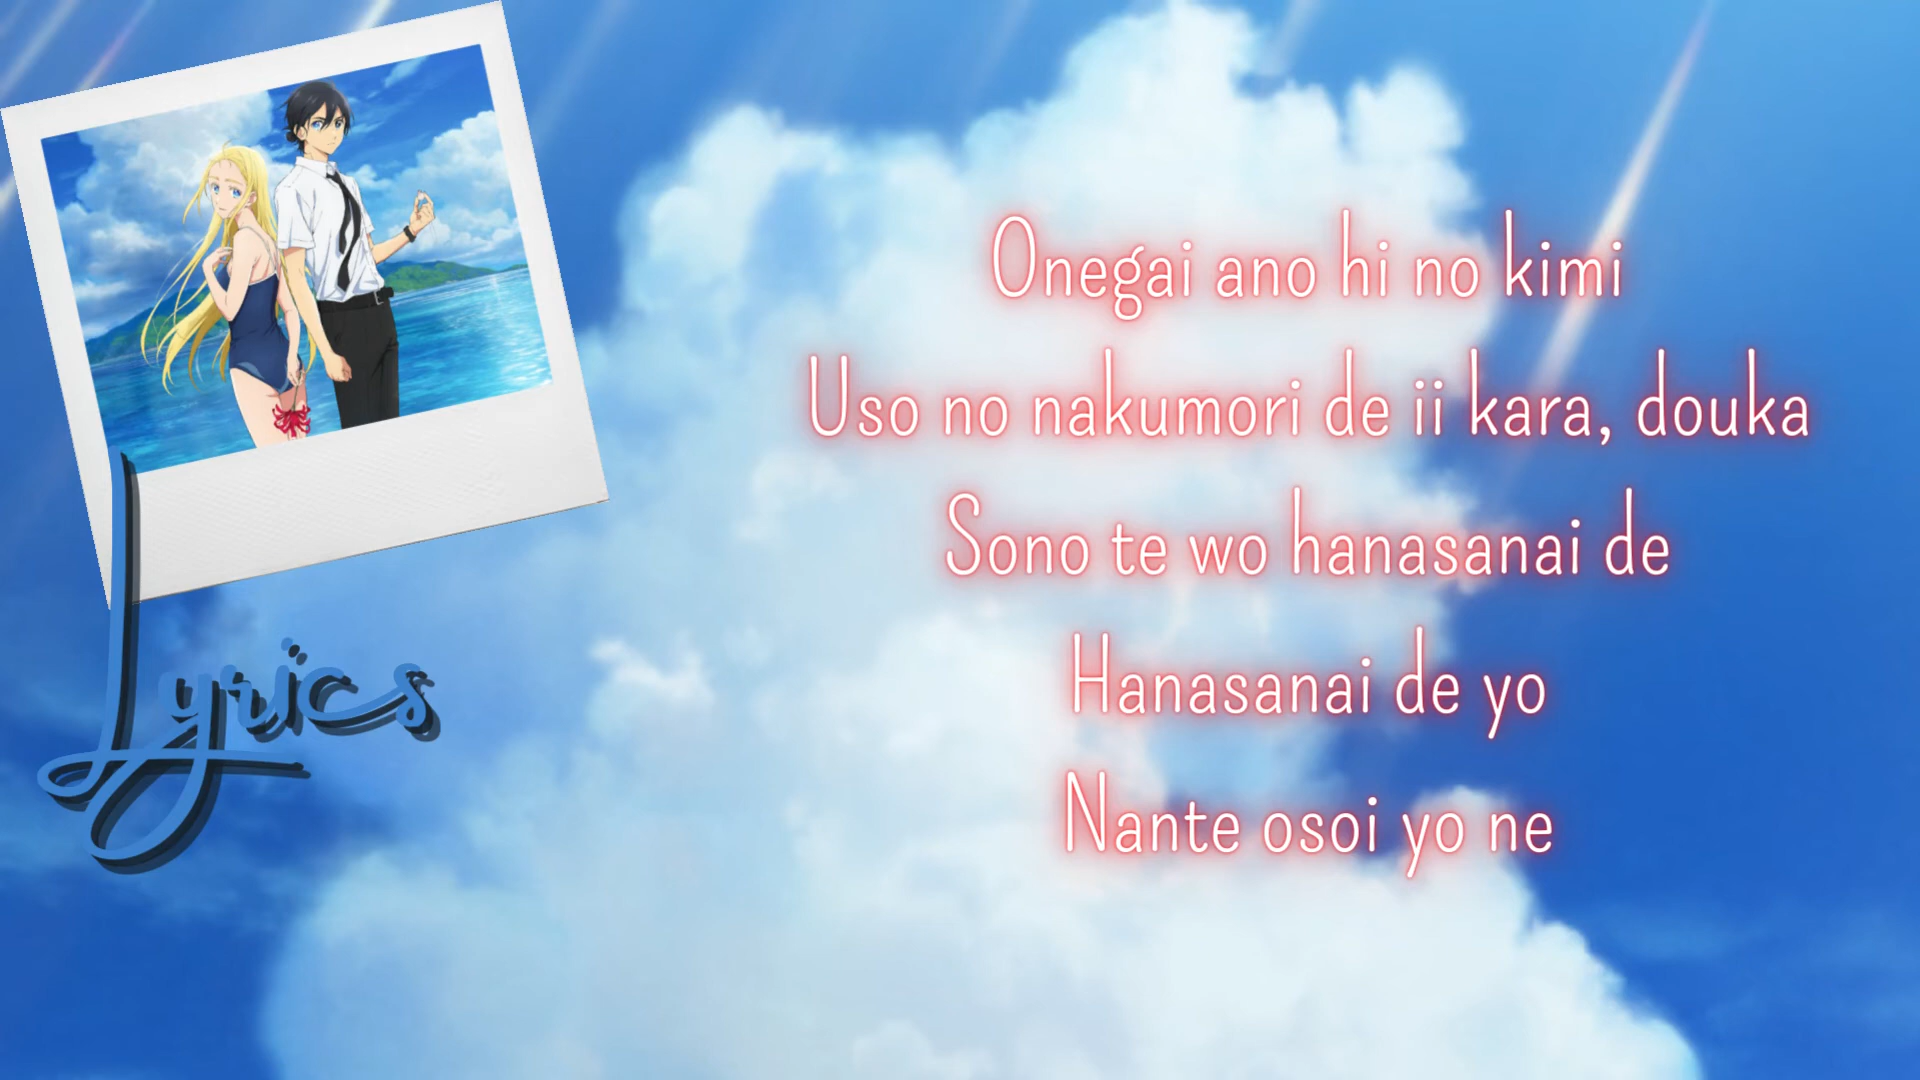 Lyrics
Onegai ano hi no kimi
Uso no nakumori de ii kara, douka
Sono te wo hanasanai de
Hanasanai de yo
Nante osoi yo ne